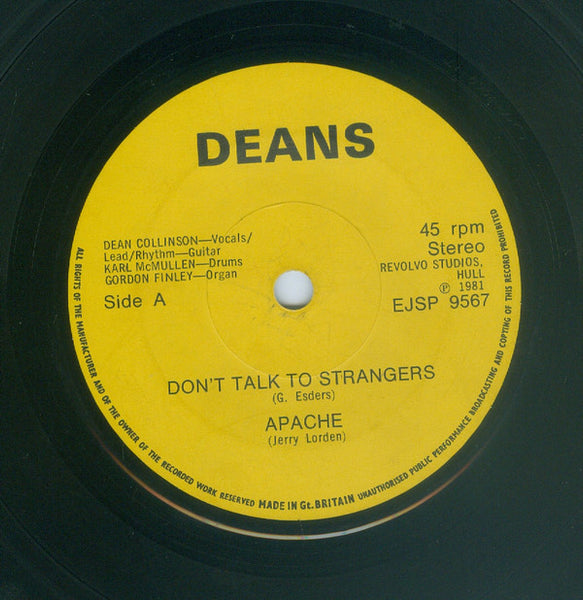 DEANS
DEAN COLLINSON—Vocals/
Lead/Rhythm—Guitar
KARL McMULLEN—Drums
GORDON FINLEY—Organ
Side A
45 rpm
Stereo
REVOLVO STUDIOS,
HULL
℗ 1981
EJSP 9567
DON'T TALK TO STRANGERS
(G. Esders)
APACHE
(Jerry Lorden)
ALL RIGHTS OF THE MANUFACTURER AND OF THE OWNER OF THE RECORDED WORK RESERVED MADE IN Gt. BRITAIN UNAUTHORISED PUBLIC PERFORMANCE BROADCASTING AND COPYING OF THIS RECORD PROHIBITED